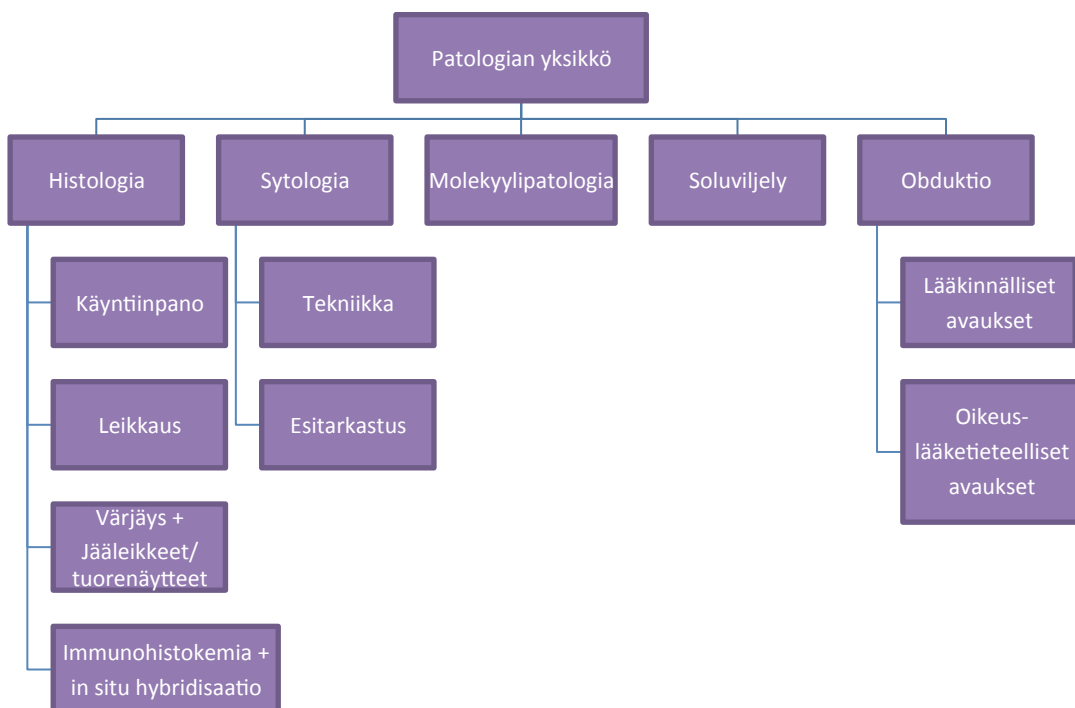 Patologian yksikkö
Histologia
Sytologia
Molekyylipatologia
Soluviljely
Obduktio
Käyntiinpano
Leikkaus
Värjäys +
Jääleikkeet/
tuorenäytteet
Immunohistokemia +
in situ hybridisaatio
Tekniikka
Esitarkastus
Lääkinnälliset
avaukset
Oikeus-
lääketieteelliset
avaukset